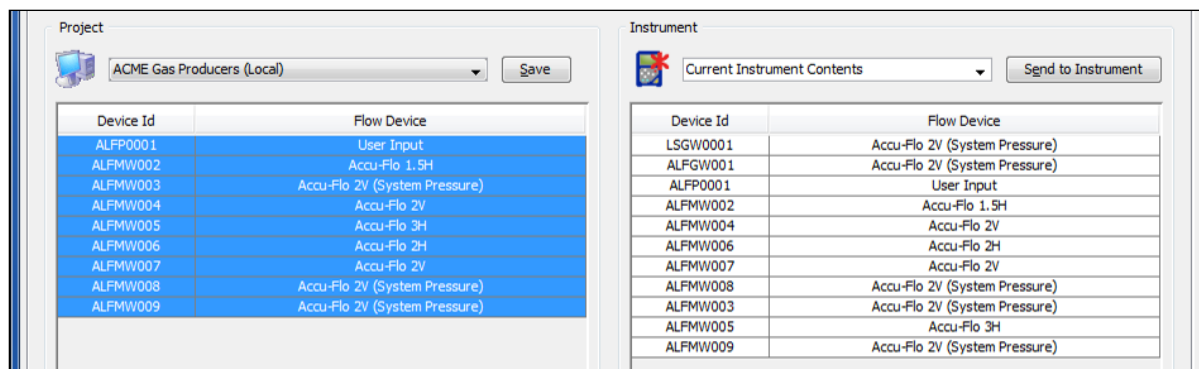 Project
ACME Gas Producers (Local)
Save
Device Id Flow Device
ALFP0001 User Input
ALFMW002 Accu-Flo 1.5H
ALFMW003 Accu-Flo 2V (System Pressure)
ALFMW004 Accu-Flo 2V
ALFMW005 Accu-Flo 3H
ALFMW006 Accu-Flo 2H
ALFMW007 Accu-Flo 2V
ALFMW008 Accu-Flo 2V (System Pressure)
ALFMW009 Accu-Flo 2V (System Pressure)
Instrument
Current Instrument Contents
Send to Instrument
Device Id Flow Device
LSGW0001 Accu-Flo 2V (System Pressure)
ALFGW001 Accu-Flo 2V (System Pressure)
ALFP0001 User Input
ALFMW002 Accu-Flo 1.5H
ALFMW004 Accu-Flo 2V
ALFMW006 Accu-Flo 2H
ALFMW007 Accu-Flo 2V
ALFMW008 Accu-Flo 2V (System Pressure)
ALFMW003 Accu-Flo 2V (System Pressure)
ALFMW005 Accu-Flo 3H
ALFMW009 Accu-Flo 2V (System Pressure)